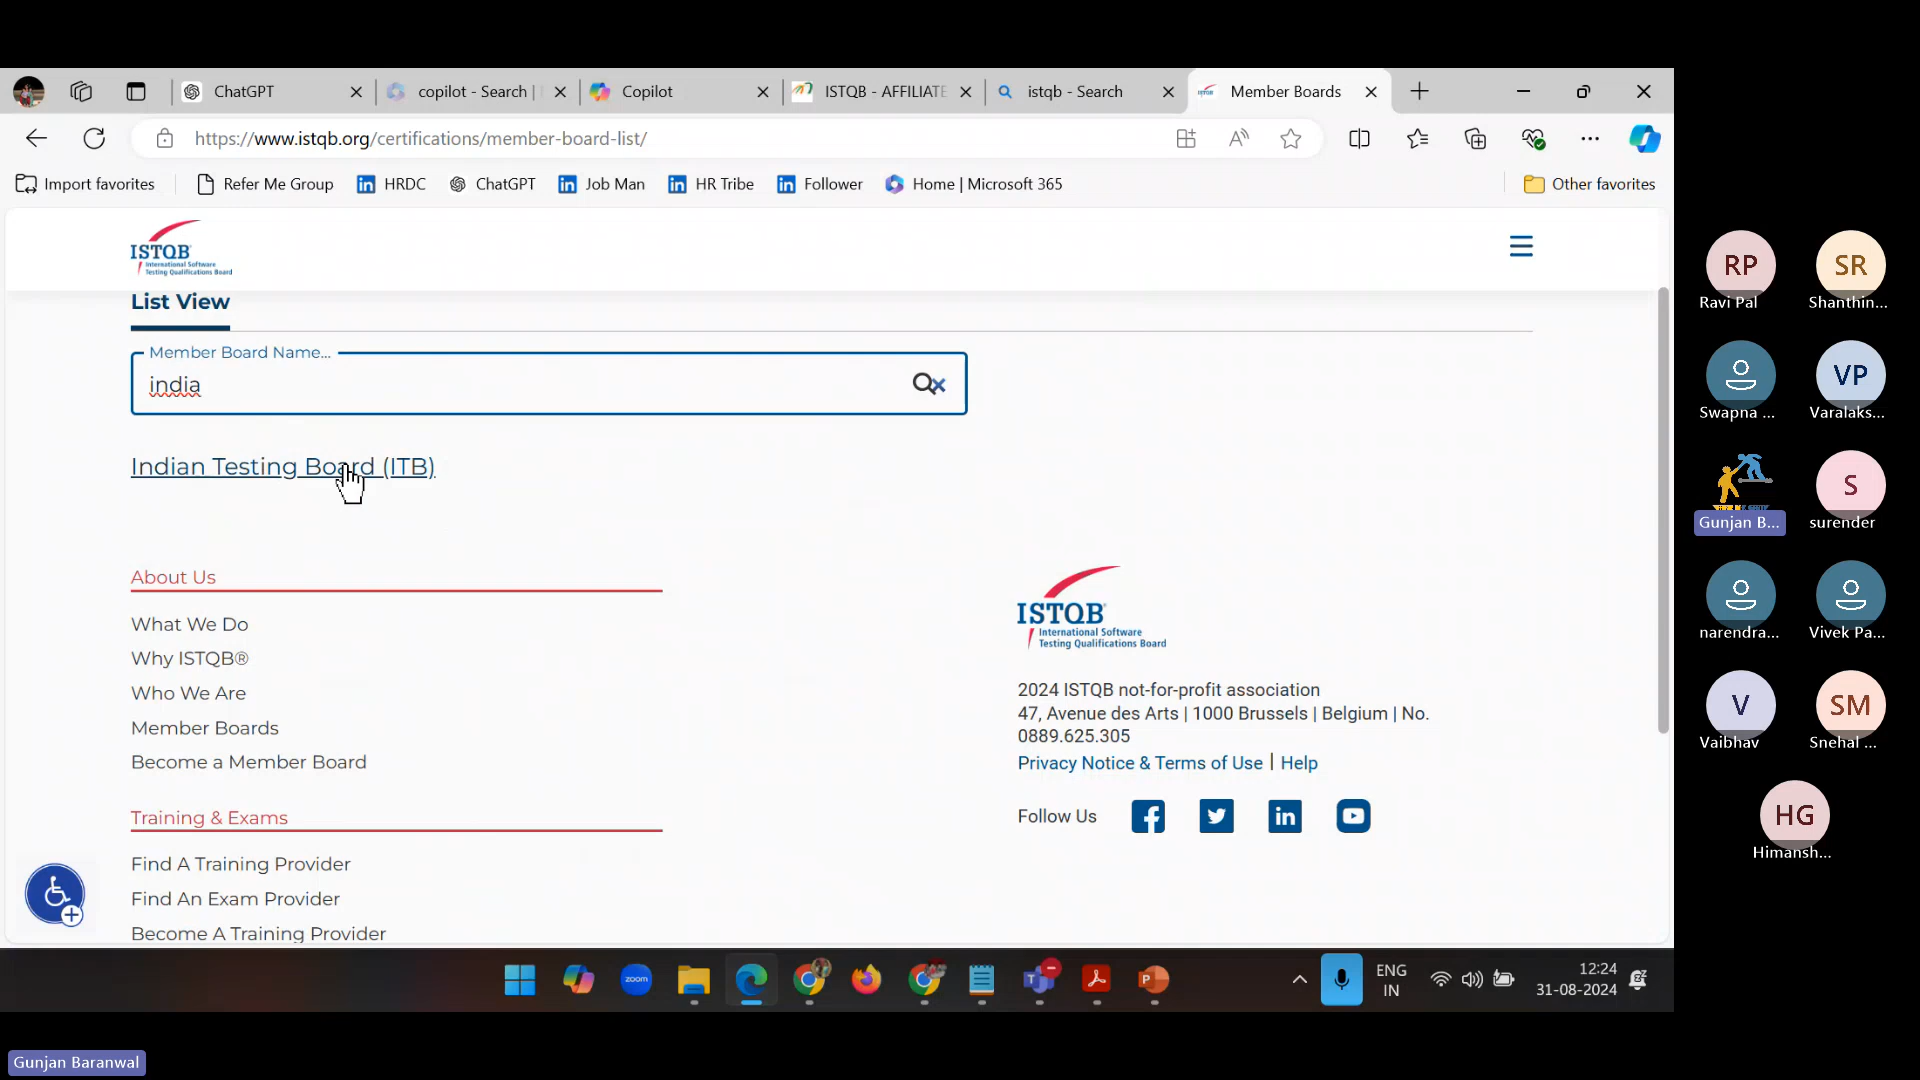 ChatGPT
copilot - Search |
Copilot
ISTQB - AFFILIATE
istqb - Search
Member Boards
https://www.istqb.org/certifications/member-board-list/
Import favorites
Refer Me Group
HRDC
ChatGPT
Job Man
HR Tribe
Follower
Home | Microsoft 365
Other favorites
ISTQB
International Software
Testing Qualifications Board
List View
Member Board Name...
india
Indian Testing Board (ITB)
About Us
What We Do
Why ISTQB®
Who We Are
Member Boards
Become a Member Board
Training & Exams
Find A Training Provider
Find An Exam Provider
Become A Training Provider
ISTQB®
International Software
Testing Qualifications Board
2024 ISTQB not-for-profit association
47, Avenue des Arts | 1000 Brussels | Belgium | No.
0889.625.305
Privacy Notice & Terms of Use | Help
Follow Us
zoom
ENG
IN
12:24
31-08-2024
RP
Ravi Pal
SR
Shanthin...
Swapna ...
VP
Varalaks...
Gunjan B...
S
surender
narendra...
Vivek Pa...
V
Vaibhav
SM
Snehal ...
HG
Himansh...
Gunjan Baranwal